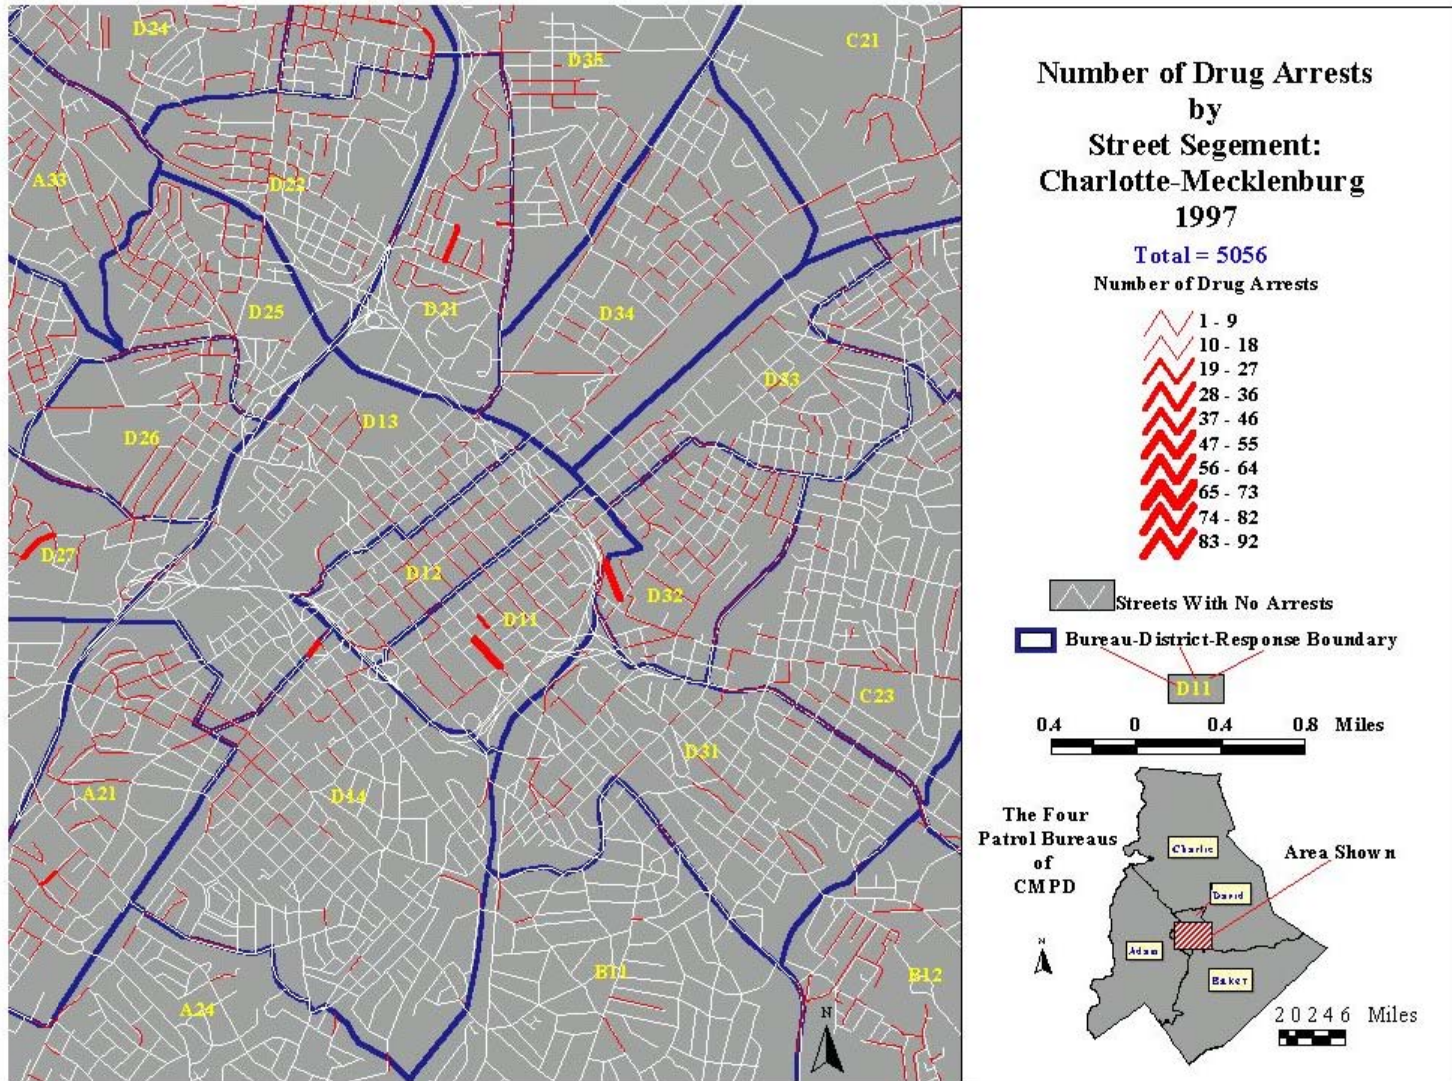 D24
D35
C21
A33
D22
D25
D21
D34
D33
D13
D26
D27
D12
D32
D11
C23
D31
A21
D14
B11
B12
A24
N
Number of Drug Arrests
by
Street Segement:
Charlotte-Mecklenburg
1997
Total = 5056
Number of Drug Arrests
1 - 9
10 - 18
19 - 27
28 - 36
37 - 46
47 - 55
56 - 64
65 - 73
74 - 82
83 - 92
Streets With No Arrests
Bureau-District-Response Boundary
D11
0.4 0 0.4 0.8 Miles
The Four
Patrol Bureaus
of
CMPD
Charlie
Area Shown
David
Adam
Baker
N
2 0 2 4 6 Miles